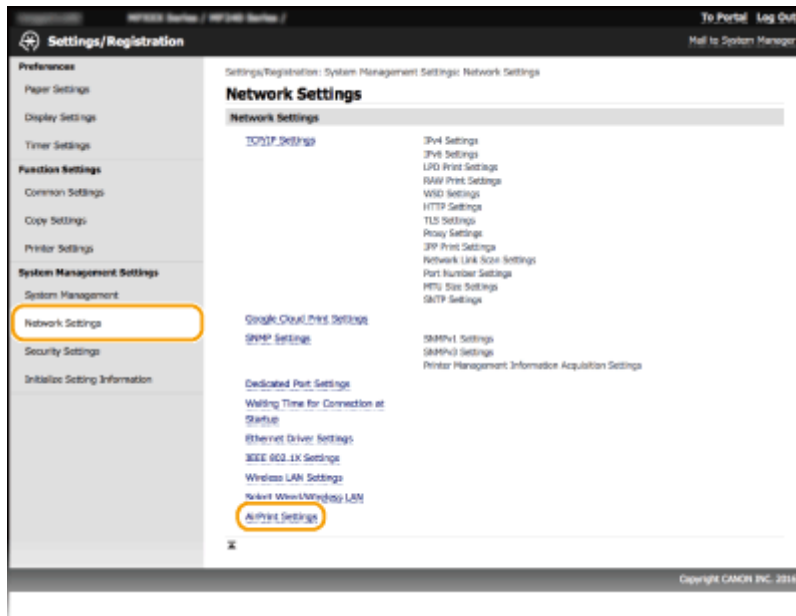 MF240 Series /
To Portal Log Out
Settings/Registration
Mail to System Manager
Preferences
Paper Settings
Display Settings
Timer Settings
Function Settings
Common Settings
Copy Settings
Printer Settings
System Management Settings
System Management
Network Settings
Security Settings
Initialize Setting Information
Settings/Registration: System Management Settings: Network Settings
Network Settings
Network Settings
TCP/IP Settings
IPv4 Settings
IPv6 Settings
LPD Print Settings
RAW Print Settings
WSD Settings
HTTP Settings
TLS Settings
Proxy Settings
IPP Print Settings
Network Link Scan Settings
Port Number Settings
MTU Size Settings
SNTP Settings
Google Cloud Print Settings
SNMP Settings
SNMPv1 Settings
SNMPv3 Settings
Printer Management Information Acquisition Settings
Dedicated Port Settings
Waiting Time for Connection at
Startup
Ethernet Driver Settings
IEEE 802.1X Settings
Wireless LAN Settings
Select Wired/Wireless LAN
AirPrint Settings
Copyright CANON INC. 2016